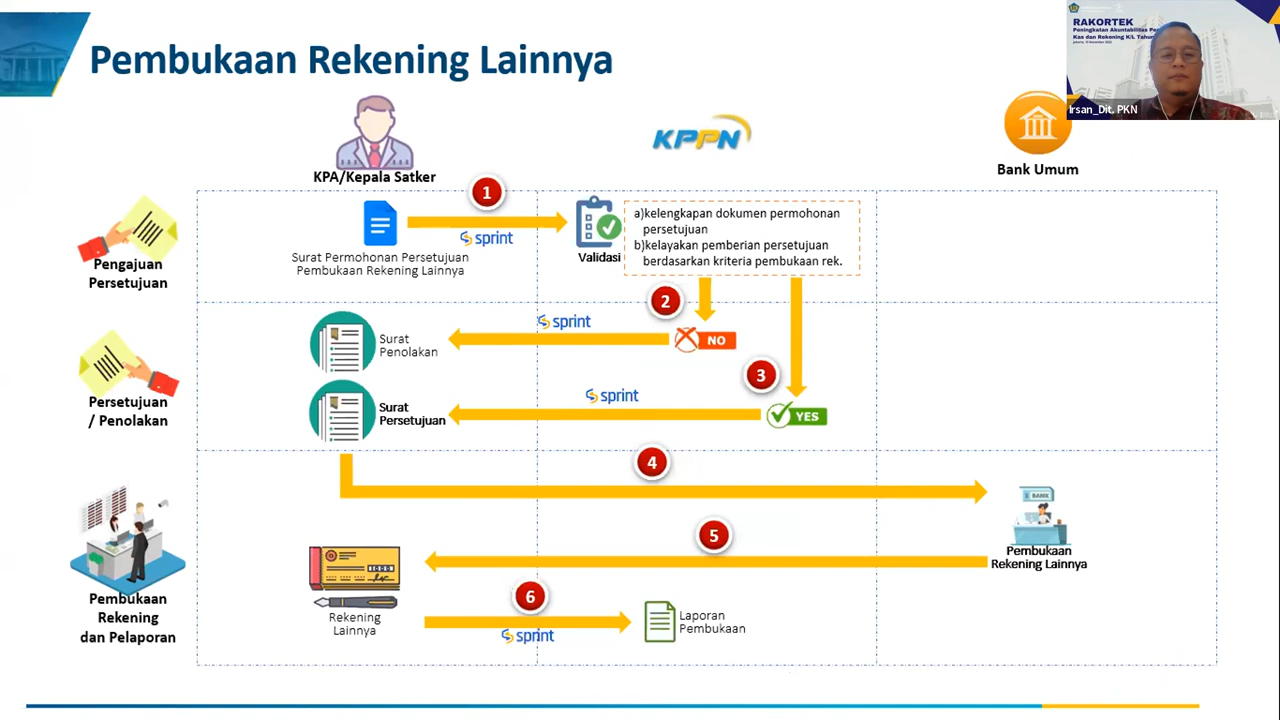 Pembukaan Rekening Lainnya
RAKORTEK
Peningkatan Akuntabilitas
Kas dan Rekening K/L
Irsan_Dit. PKN
KPA/Kepala Satker
KPPN
Bank Umum
Pengajuan
Persetujuan
1
sprint
Surat Permohonan Persetujuan
Pembukaan Rekening Lainnya
Validasi
a)kelengkapan dokumen permohonan
persetujuan
b)kelayakan pemberian persetujuan
berdasarkan kriteria pembukaan rek.
Persetujuan
/ Penolakan
2
sprint
NO
Surat
Penolakan
3
sprint
YES
Surat
Persetujuan
4
BANK
Pembukaan
Rekening Lainnya
5
Pembukaan
Rekening
dan Pelaporan
Rekening
Lainnya
6
sprint
Laporan
Pembukaan